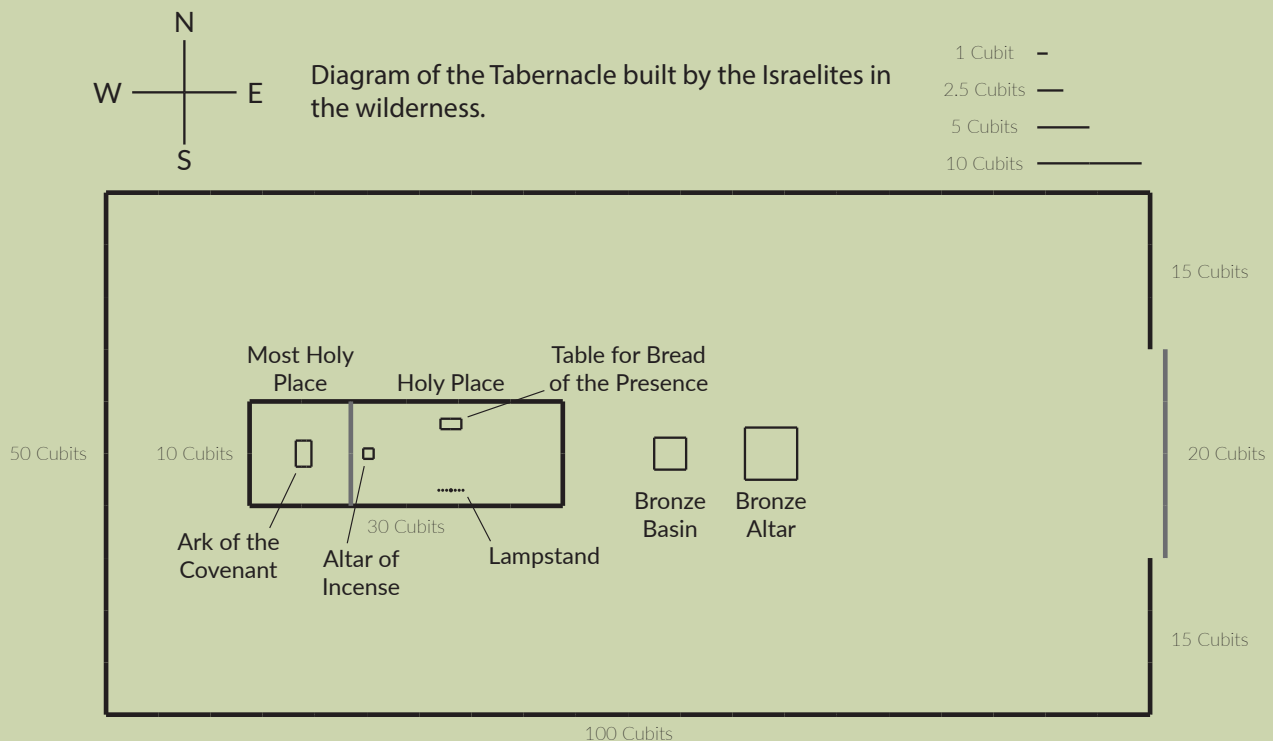 N
W
E
S
Diagram of the Tabernacle built by the Israelites in
the wilderness.
1 Cubit
2.5 Cubits
5 Cubits
10 Cubits
15 Cubits
Most Holy
Place
Holy Place
Table for Bread
of the Presence
50 Cubits
10 Cubits
20 Cubits
Bronze
Basin
Bronze
Altar
30 Cubits
Ark of the
Covenant
Altar of
Incense
Lampstand
15 Cubits
100 Cubits